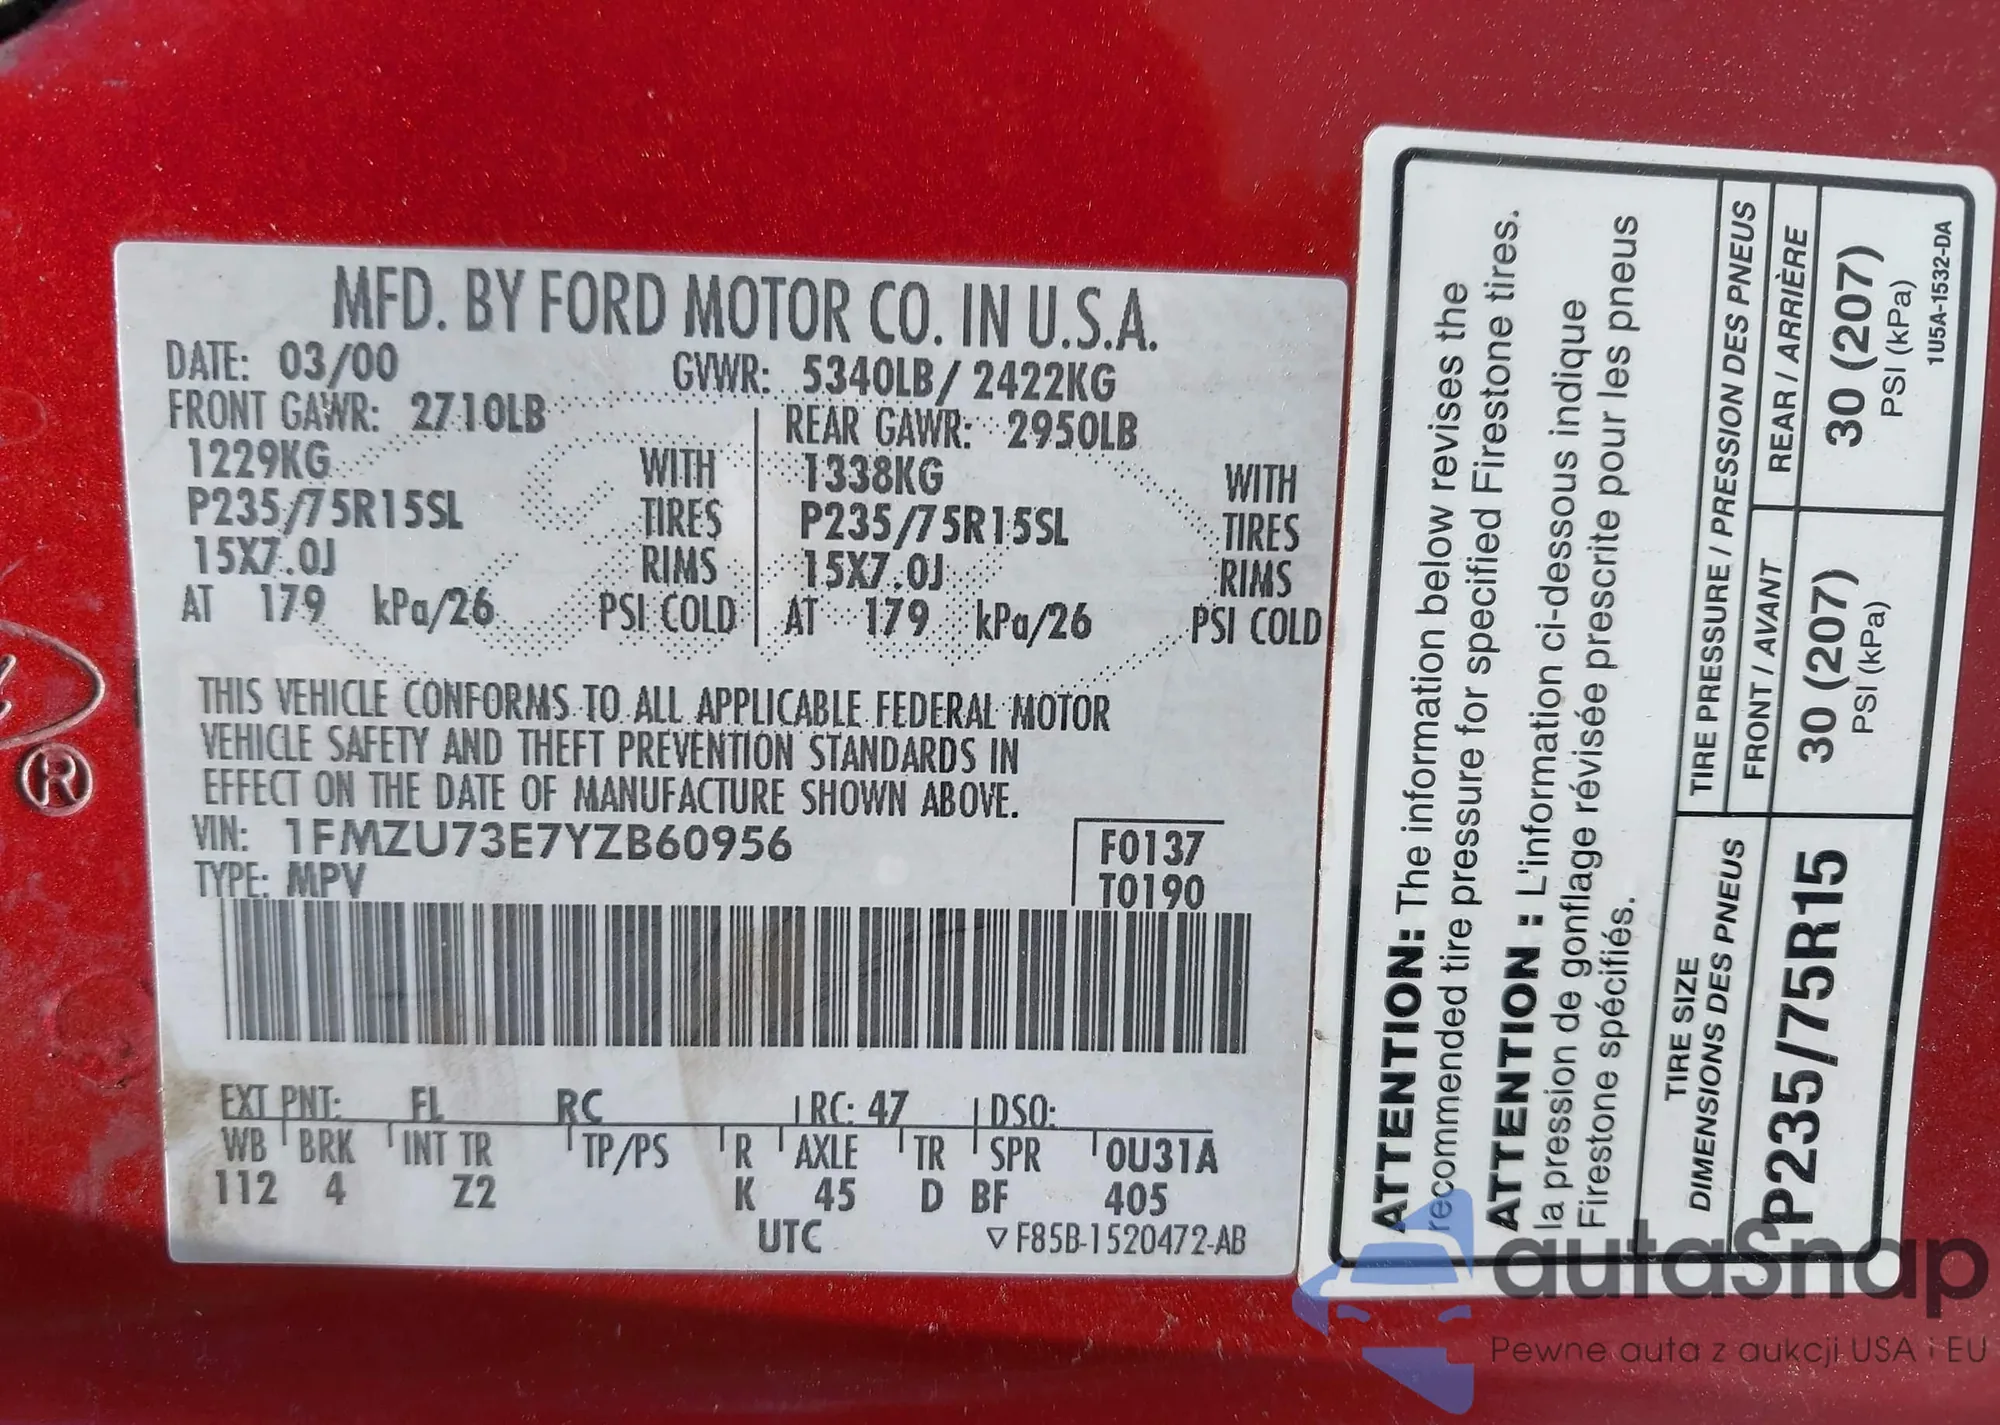 MFD. BY FORD MOTOR CO. IN U.S.A.
DATE: 03/00 GVWR: 5340LB/ 2422KG
FRONT GAWR: 2710LB REAR GAWR: 2950LB
1229KG WITH 1338KG WITH
P235/75R15SL TIRES P235/75R15SL TIRES
15X7.0J RIMS 15X7.0J RIMS
AT 179 kPa/26 PSI COLD AT 179 kPa/26 PSI COLD
THIS VEHICLE CONFORMS TO ALL APPLICABLE FEDERAL MOTOR
VEHICLE SAFETY AND THEFT PREVENTION STANDARDS IN
EFFECT ON THE DATE OF MANUFACTURE SHOWN ABOVE.
VIN: 1FMZU73E7YZB60956 F0137
TYPE: MPV T0190
EXT PNT: FL RC RC: 47 DSO:
WB BRK INT TR TP/PS R AXLE TR SPR 0U31A
112 4 Z2 K 45 D BF 405
UTC ▽ F85B-1520472-AB
®
ATTENTION: The information below revises the
recommended tire pressure for specified Firestone tires.
ATTENTION : L'information ci-dessous indique
la pression de gonflage révisée prescrite pour les pneus
Firestone spécifiés.
TIRE SIZE
DIMENSIONS DES PNEUS
TIRE PRESSURE / PRESSION DES PNEUS
FRONT / AVANT REAR / ARRIÈRE
P235/75R15 30 (207) 30 (207)
PSI (kPa) PSI (kPa)
1U5A-1532-DA
autaSnap
Pewne auta z aukcji USA i EU